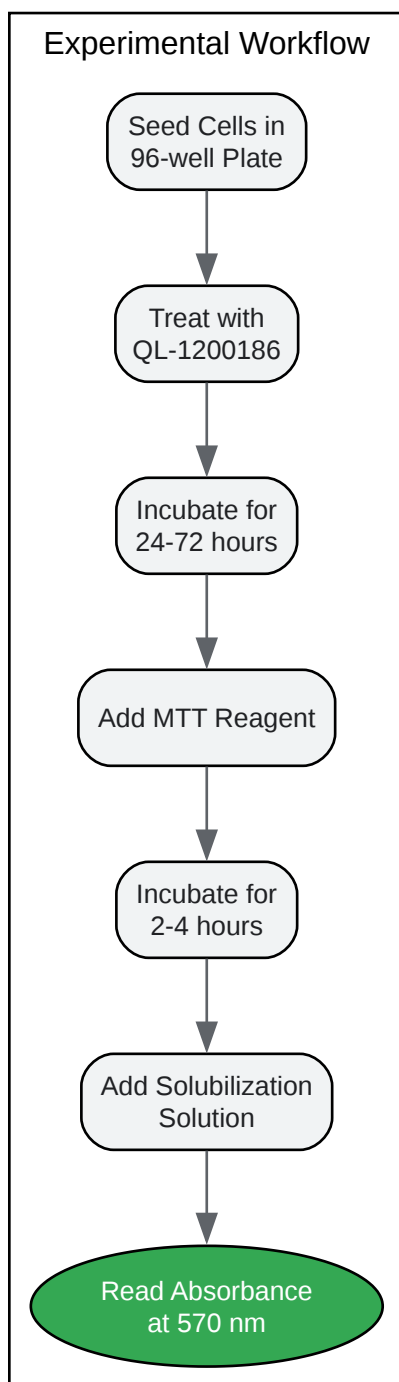 Experimental Workflow
Seed Cells in
96-well Plate
Treat with
QL-1200186
Incubate for
24-72 hours
Add MTT Reagent
Incubate for
2-4 hours
Add Solubilization
Solution
Read Absorbance
at 570 nm